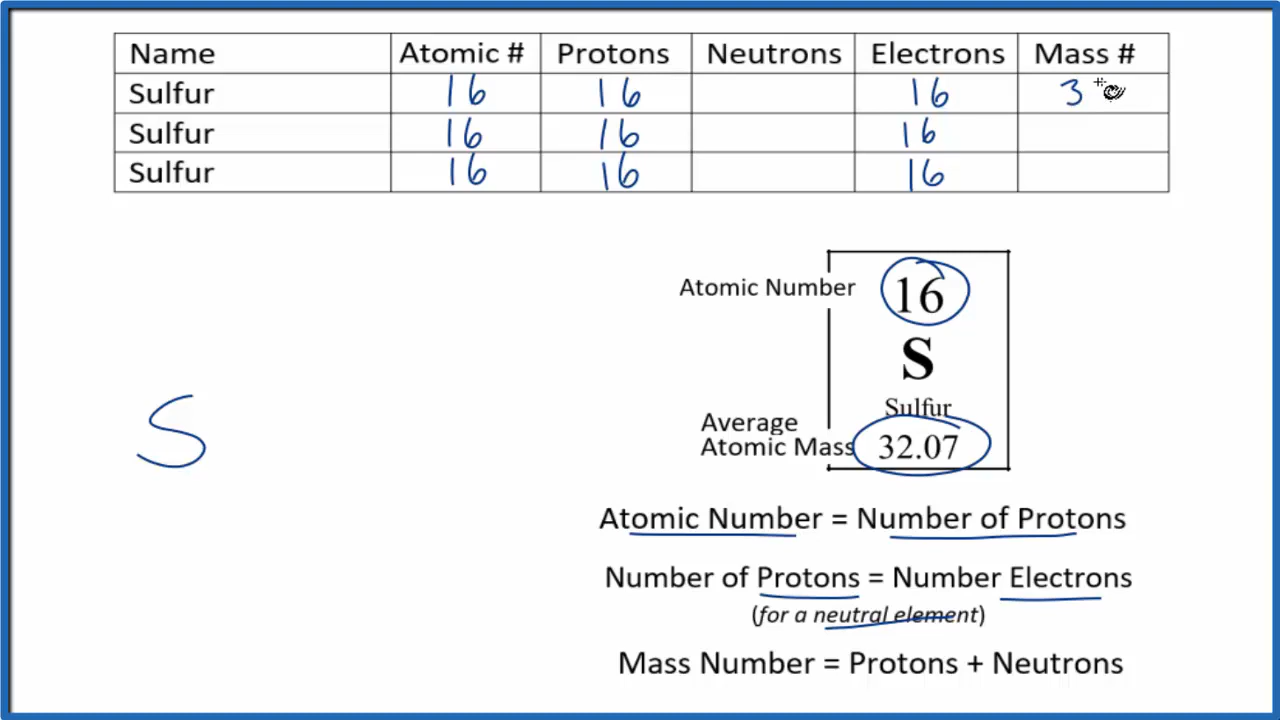 Name Atomic # Protons Neutrons Electrons Mass #
Sulfur 16 16 16 3
Sulfur 16 16 16
Sulfur 16 16 16
Atomic Number 16
S
Sulfur
Average
Atomic Mass 32.07
S
Atomic Number = Number of Protons
Number of Protons = Number Electrons
(for a neutral element)
Mass Number = Protons + Neutrons